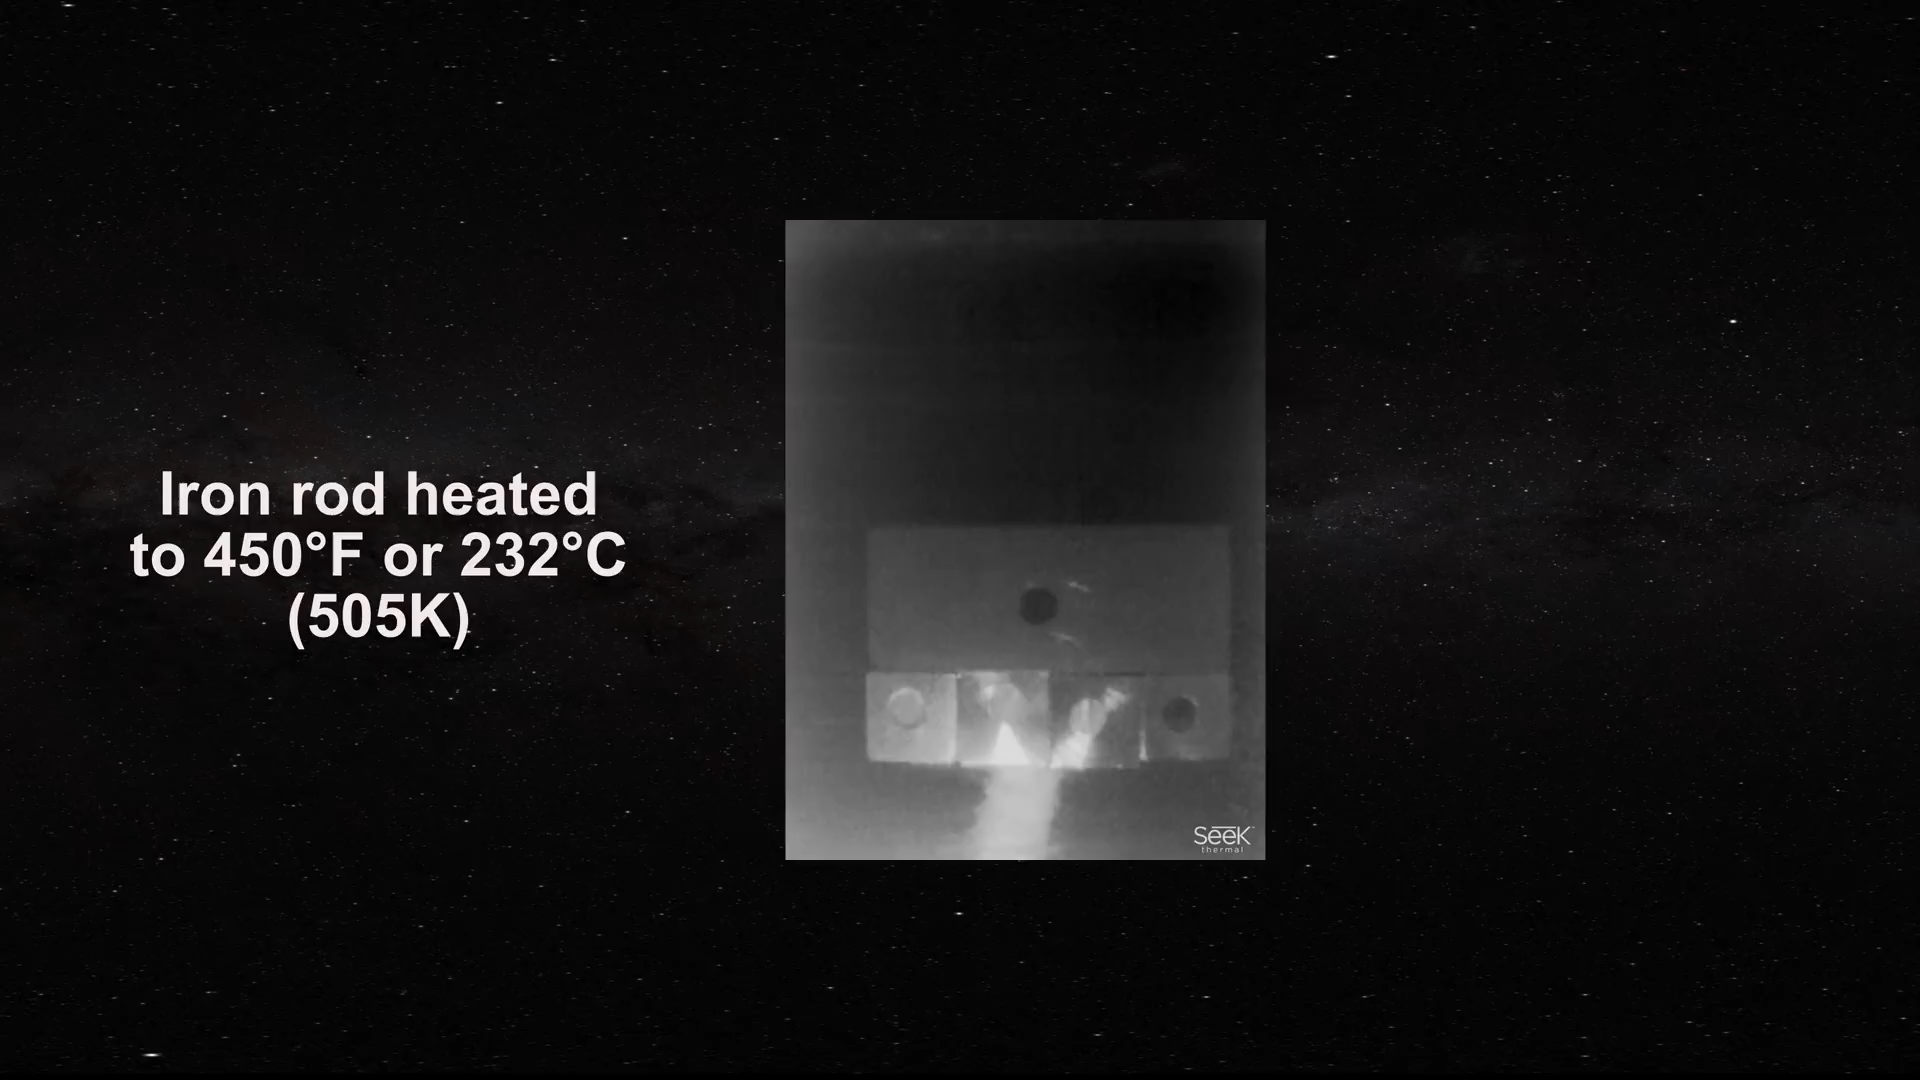 Iron rod heated
to 450°F or 232°C
(505K)
Seek
thermal